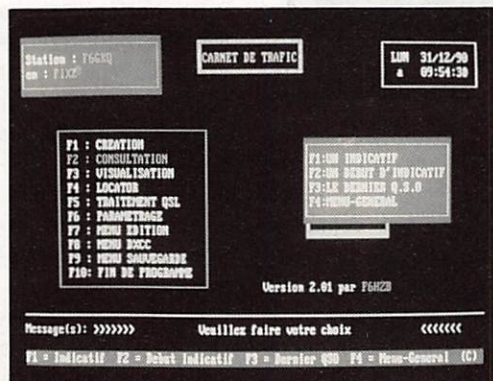 Station : F6GXQ
en : F1XZ
CARNET DE TRAFIC
LUN 31/12/90
a 09:54:30
F1 : CREATION
F2 : CONSULTATION
F3 : VISUALISATION
F4 : LOCATOR
F5 : TRAITEMENT QSL
F6 : PARAMETRAGE
F7 : MENU EDITION
F8 : MENU DXCC
F9 : MENU SAUVEGARDE
F10: FIN DE PROGRAMME
F1:UN INDICATIF
F2:UN DEBUT D'INDICATIF
F3:LE DERNIER Q.S.O
F4:MENU-GENERAL
Version 2.01 par F6HZB
Message(s): >>>>>>> Veuillez faire votre choix <<<<<<<
F1 = Indicatif F2 = Debut Indicatif F3 = Dernier QSO F4 = Menu-General (C)